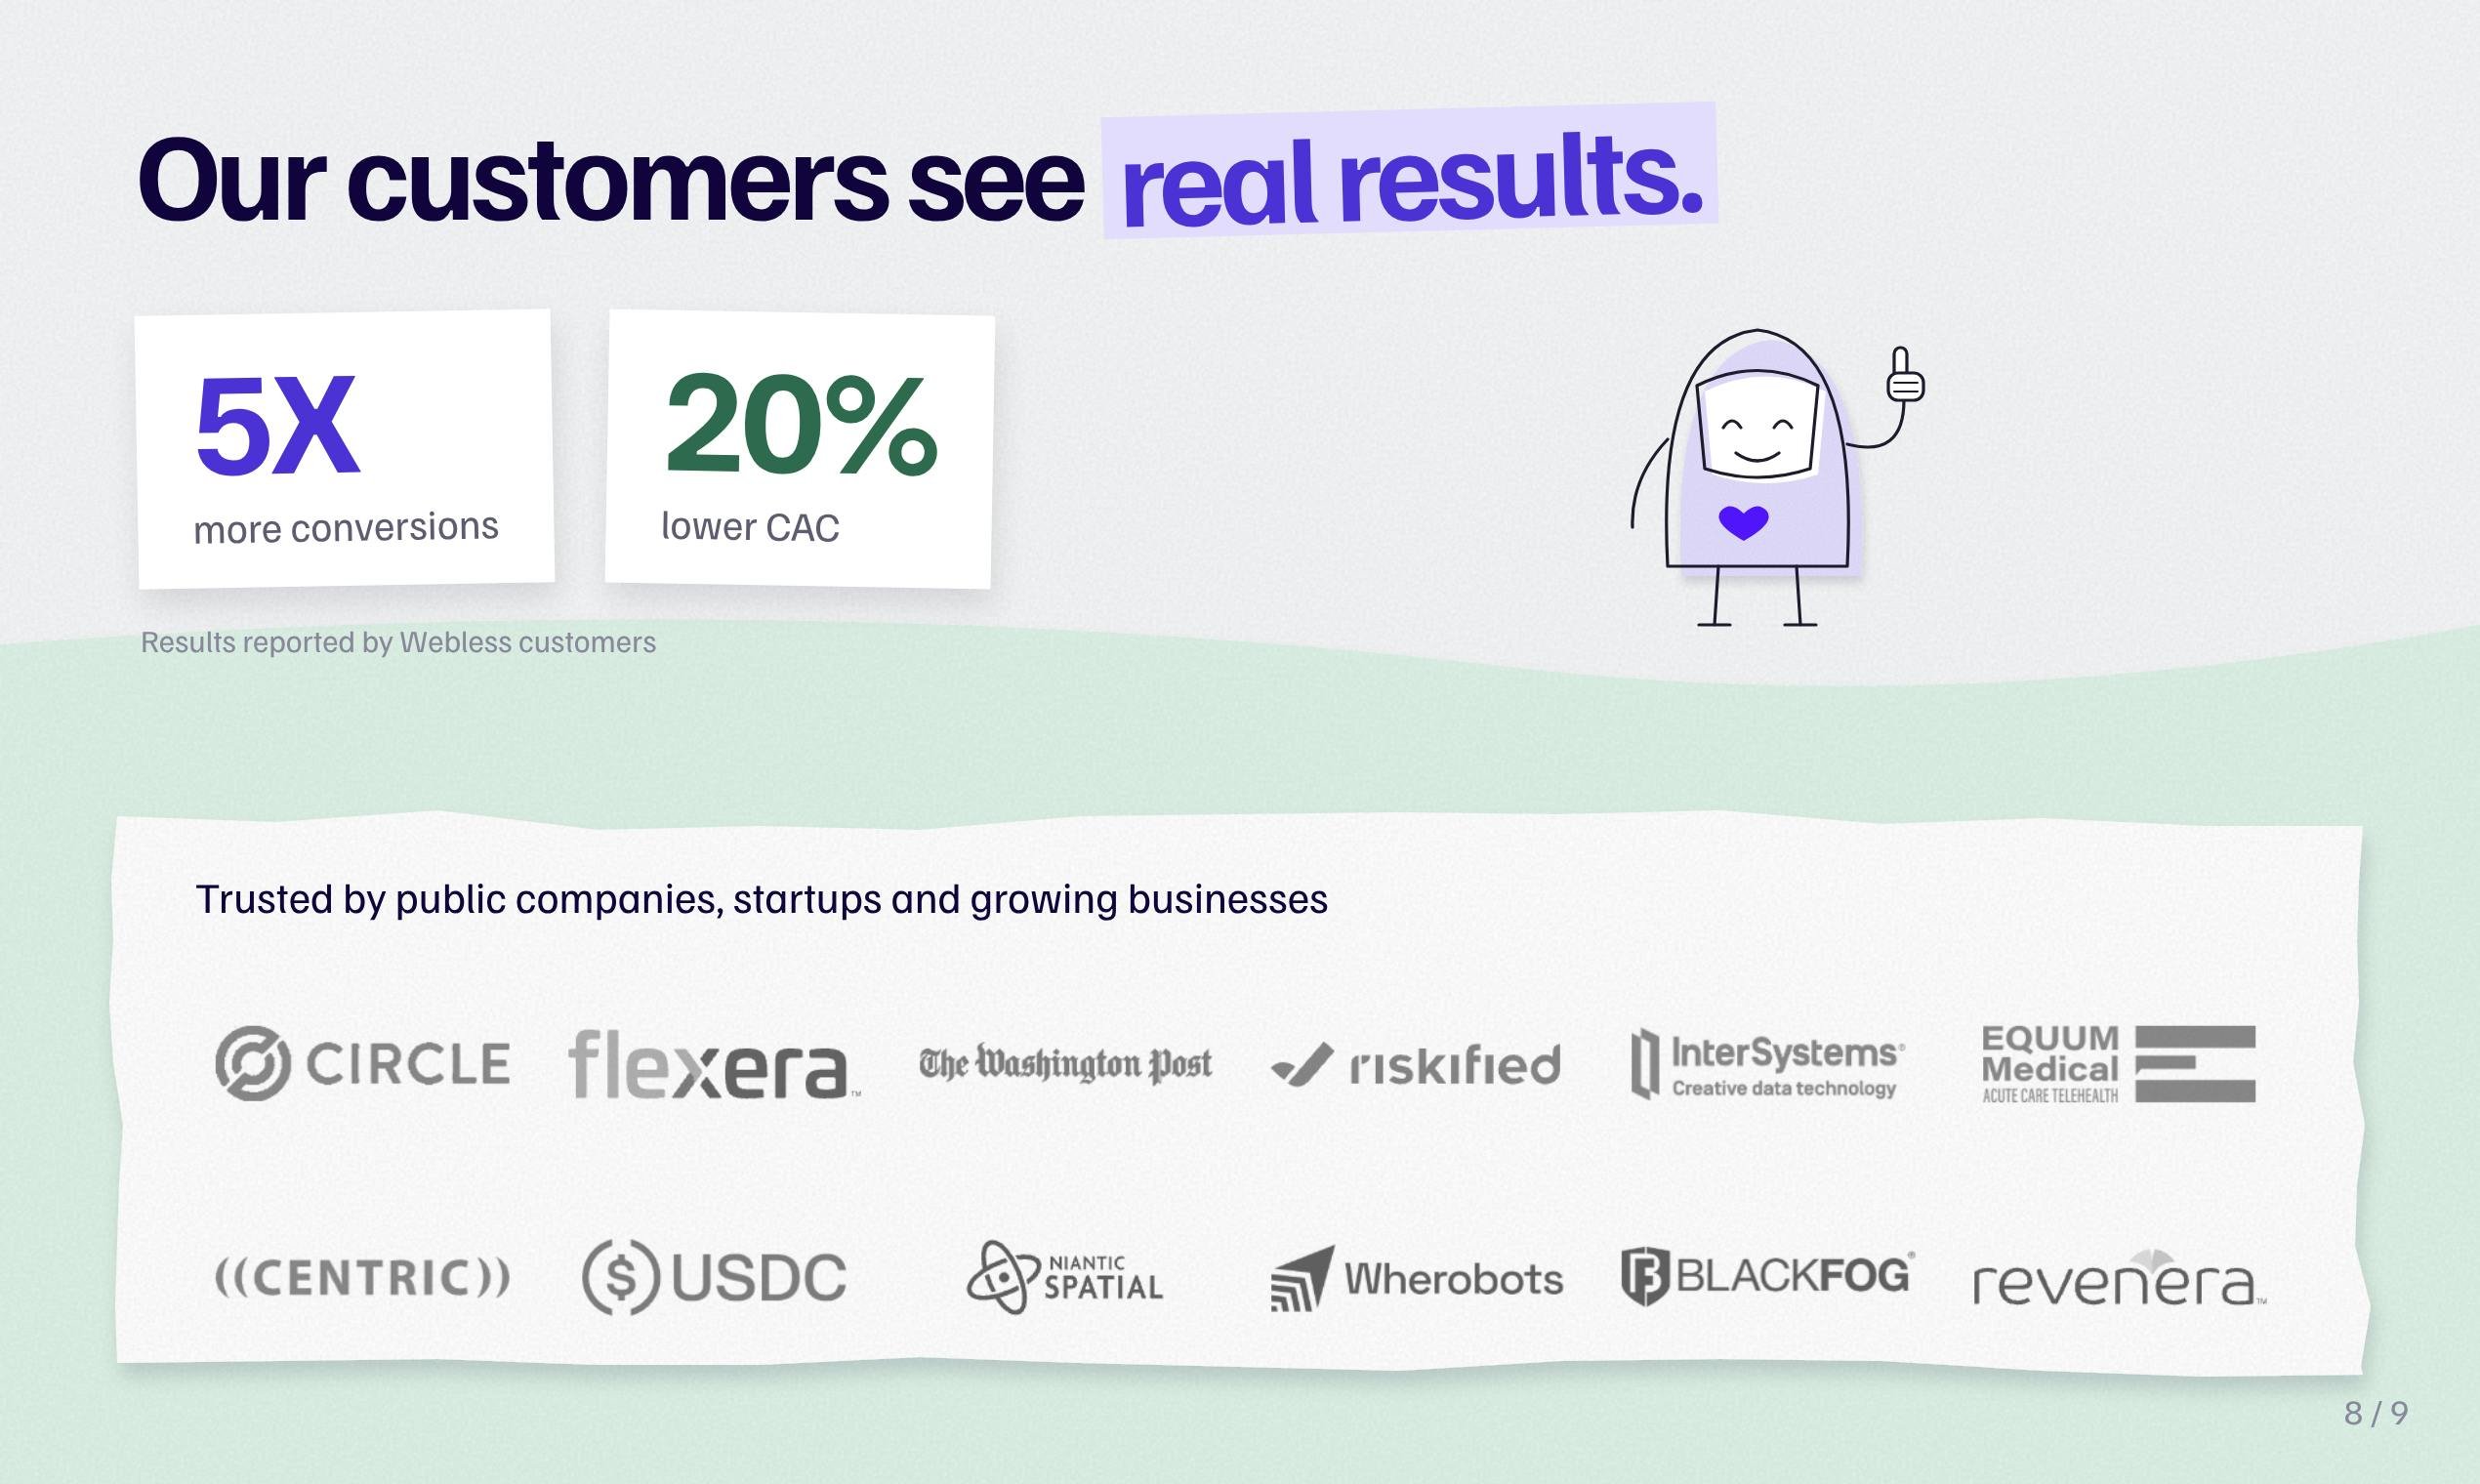 Our customers see real results.
5X
more conversions
20%
lower CAC
Results reported by Webless customers
Trusted by public companies, startups and growing businesses
CIRCLE
flexera™
The Washington Post
riskified
InterSystems®
Creative data technology
EQUUM
Medical
ACUTE CARE TELEHEALTH
((CENTRIC))
$ USDC
NIANTIC
SPATIAL
Wherobots
BLACKFOG®
revenera™
8 / 9